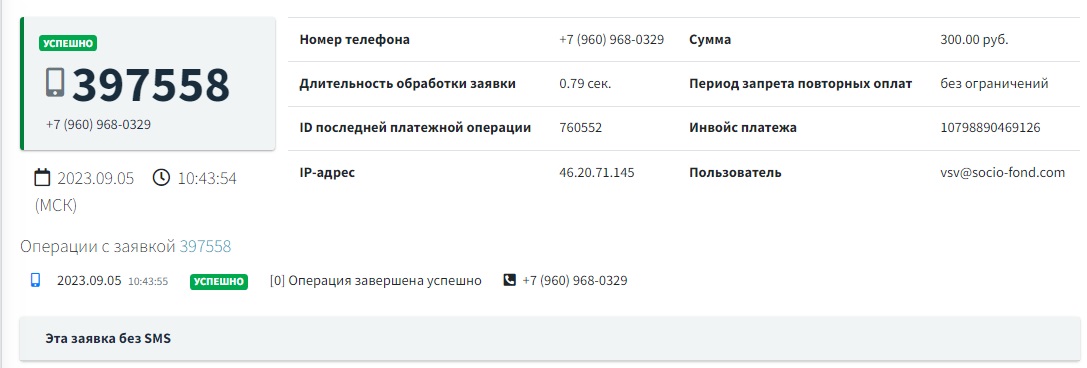 УСПЕШНО
397558
+7 (960) 968-0329
2023.09.05 10:43:54
(МСК)
Номер телефона +7 (960) 968-0329 Сумма 300.00 руб.
Длительность обработки заявки 0.79 сек. Период запрета повторных оплат без ограничений
ID последней платежной операции 760552 Инвойс платежа 10798890469126
IP-адрес 46.20.71.145 Пользователь vsv@socio-fond.com
Операции с заявкой 397558
2023.09.05 10:43:55 УСПЕШНО [0] Операция завершена успешно +7 (960) 968-0329
Эта заявка без SMS